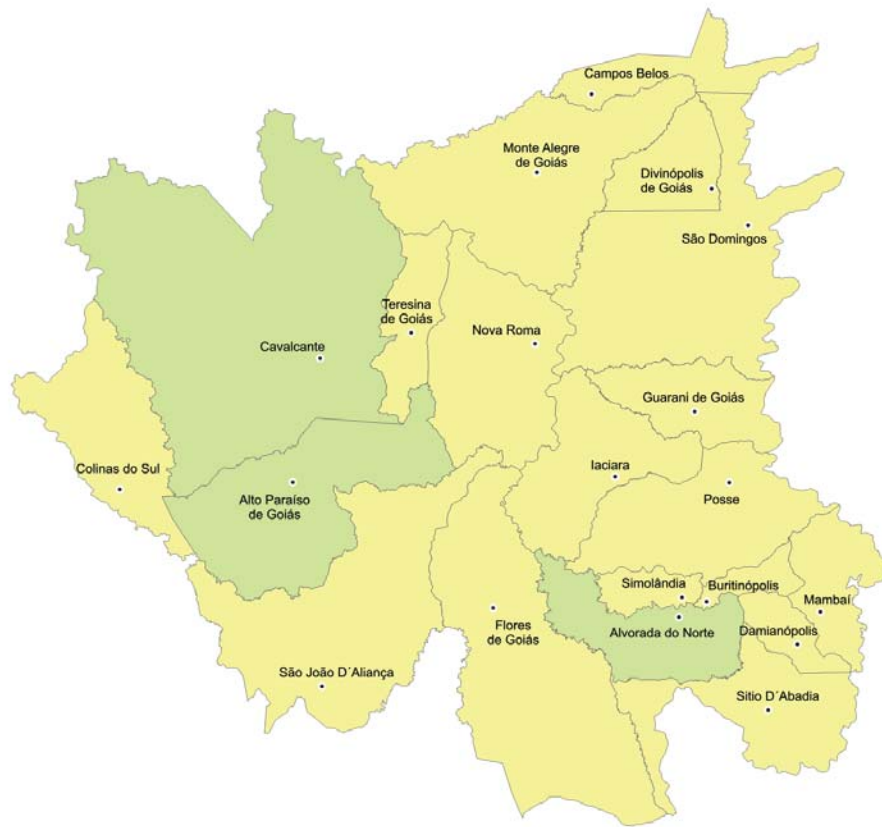 Campos Belos
Monte Alegre
de Goiás
Divinópolis
de Goiás
São Domingos
Teresina
de Goiás
Nova Roma
Cavalcante
Guarani de Goiás
Colinas do Sul
Iaciara
Alto Paraíso
de Goiás
Posse
Simolândia
Buritinópolis
Mambaí
Flores
de Goiás
Alvorada do Norte
Damianópolis
São João D´Aliança
Sitio D´Abadia